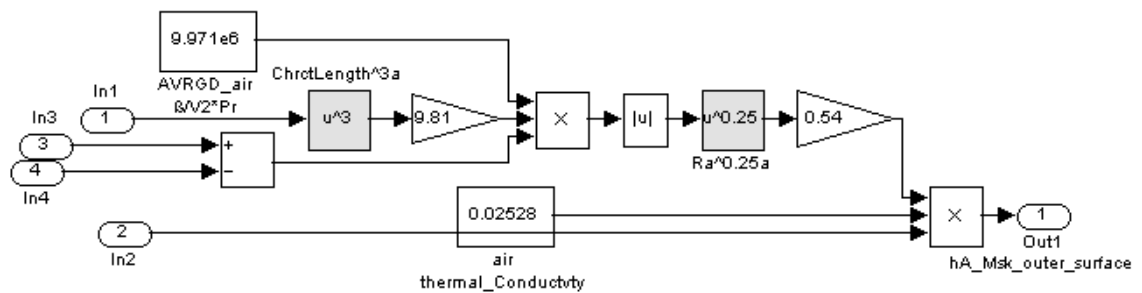 9.971e6
AVRGD_air
ß/V2*Pr
ChrctLength^3a
In1
1
u^3
9.81
×
|u|
u^0.25
Ra^0.25a
0.54
In3
3
4
In4
+
−
0.02528
air
thermal_Conductvty
2
In2
×
1
Out1
hA_Msk_outer_surface